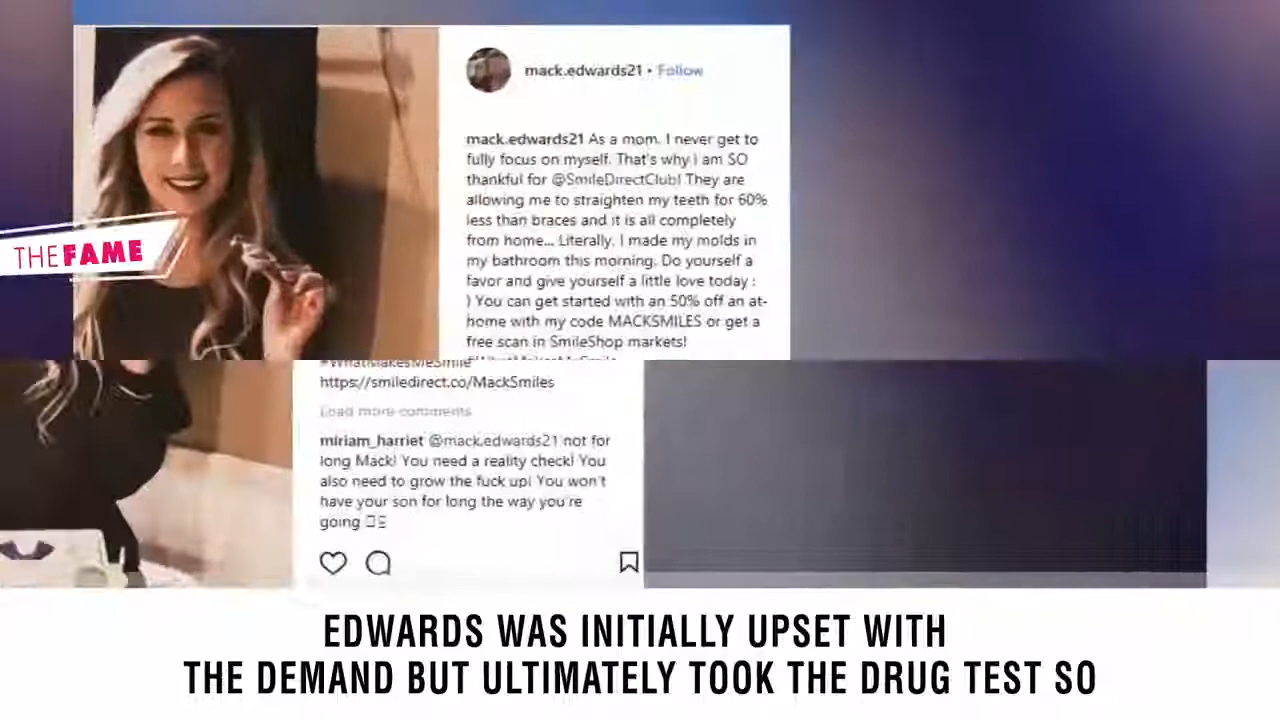 mack.edwards21 • Follow
mack.edwards21 As a mom, I never get to
fully focus on myself. That's why I am SO
thankful for @SmileDirectClub! They are
allowing me to straighten my teeth for 60%
less than braces and it is all completely
from home... Literally, I made my molds in
my bathroom this morning. Do yourself a
favor and give yourself a little love today :
) You can get started with an 50% off an at-
home with my code MACKSMILES or get a
free scan in SmileShop markets!
THE FAME
#WhatMakesMeSmile
https://smiledirect.co/MackSmiles
Load more comments
miriam_harriet @mack.edwards21 not for
long Mack! You need a reality check! You
also need to grow the fuck up! You won't
have your son for long the way you're
going
EDWARDS WAS INITIALLY UPSET WITH
THE DEMAND BUT ULTIMATELY TOOK THE DRUG TEST SO